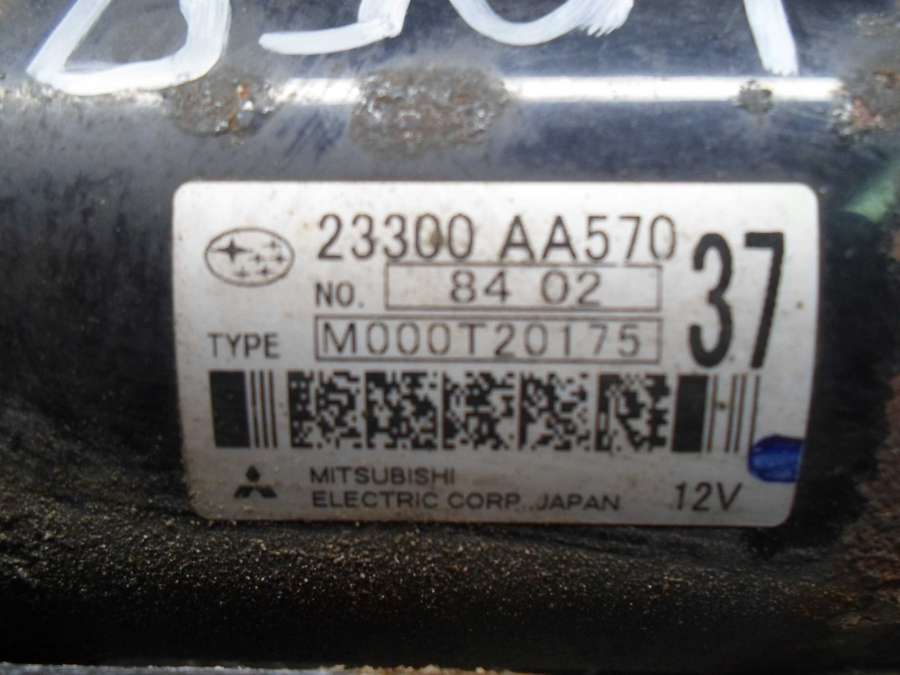 23300 AA570
37
NO. 84 02
TYPE M000T20175
MITSUBISHI
ELECTRIC CORP. JAPAN 12V